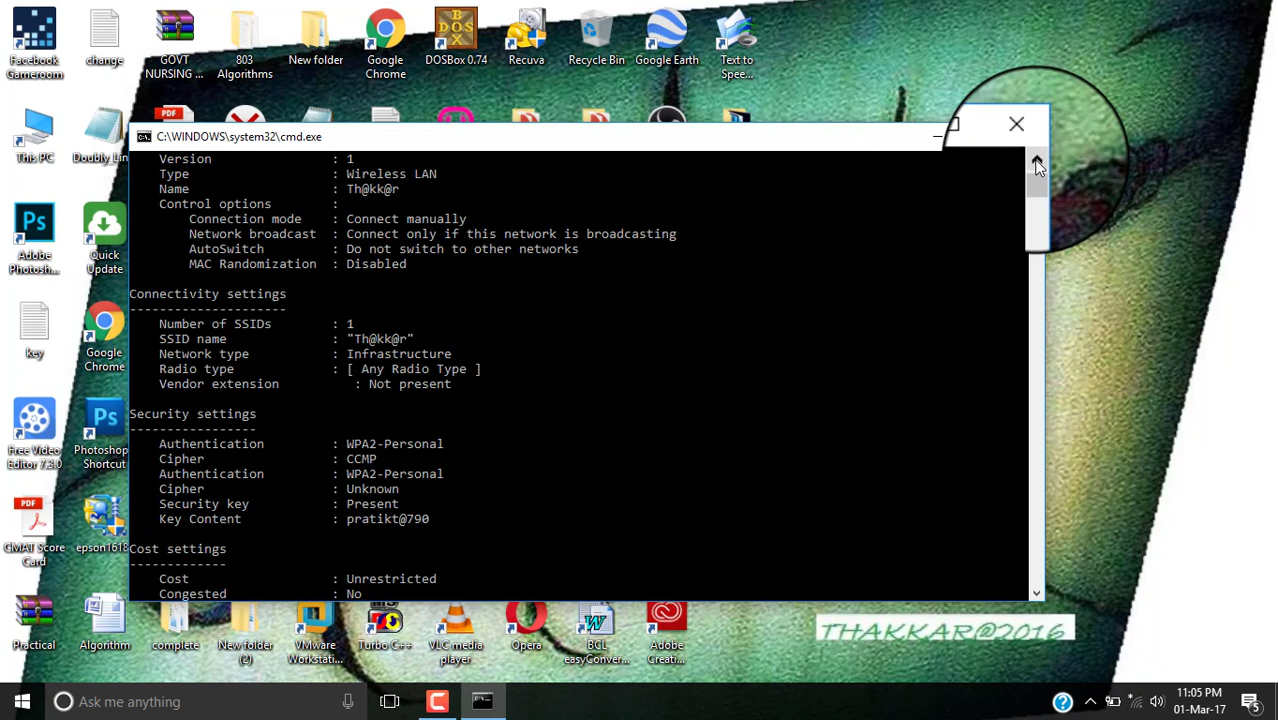 Facebook Gameroom
change
GOVT NURSING ...
803 Algorithms
New folder
Google Chrome
DOSBox 0.74
Recuva
Recycle Bin
Google Earth
Text to Spee...
This PC
Doubly Lin
Adobe Photosh...
Quick Update
key
Google Chrome
Free Video Editor 7.3.0
Photoshop Shortcut
CMAT Score Card
epson1618
Practical
Algorithm
complete
New folder (2)
VMware Workstati...
Turbo C++
VLC media player
Opera
BCL easyConver...
Adobe Creati...
C:\WINDOWS\system32\cmd.exe
Version : 1
Type : Wireless LAN
Name : Th@kk@r
Control options :
Connection mode : Connect manually
Network broadcast : Connect only if this network is broadcasting
AutoSwitch : Do not switch to other networks
MAC Randomization : Disabled
Connectivity settings
---------------------
Number of SSIDs : 1
SSID name : "Th@kk@r"
Network type : Infrastructure
Radio type : [ Any Radio Type ]
Vendor extension : Not present
Security settings
-----------------
Authentication : WPA2-Personal
Cipher : CCMP
Authentication : WPA2-Personal
Cipher : Unknown
Security key : Present
Key Content : pratikt@790
Cost settings
-------------
Cost : Unrestricted
Congested : No
THAKKAR@2016
Ask me anything
11:05 PM
01-Mar-17
5